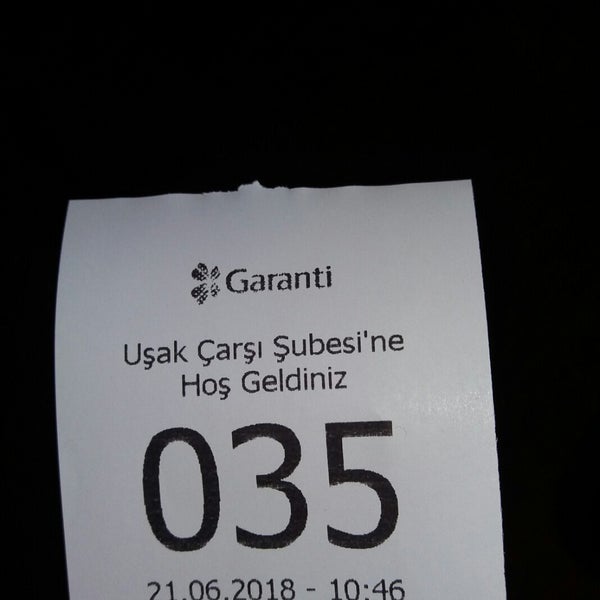 Garanti
Uşak Çarşı Şubesi'ne
Hoş Geldiniz
035
21.06.2018 - 10:46